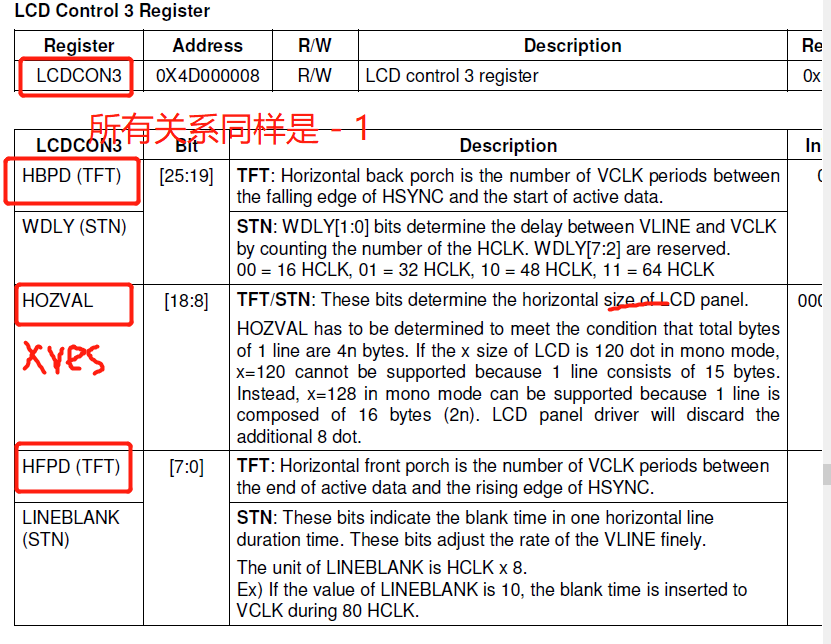 LCD Control 3 Register
Register Address R/W Description Re
LCDCON3 0X4D000008 R/W LCD control 3 register 0x
所有关系同样是 - 1
LCDCON3 Bit Description In
HBPD (TFT) [25:19] TFT: Horizontal back porch is the number of VCLK periods between 0
the falling edge of HSYNC and the start of active data.
WDLY (STN) STN: WDLY[1:0] bits determine the delay between VLINE and VCLK
by counting the number of the HCLK. WDLY[7:2] are reserved.
00 = 16 HCLK, 01 = 32 HCLK, 10 = 48 HCLK, 11 = 64 HCLK
HOZVAL [18:8] TFT/STN: These bits determine the horizontal size of LCD panel. 000
HOZVAL has to be determined to meet the condition that total bytes
of 1 line are 4n bytes. If the x size of LCD is 120 dot in mono mode,
x=120 cannot be supported because 1 line consists of 15 bytes.
Instead, x=128 in mono mode can be supported because 1 line is
composed of 16 bytes (2n). LCD panel driver will discard the
additional 8 dot.
xres
HFPD (TFT) [7:0] TFT: Horizontal front porch is the number of VCLK periods between
the end of active data and the rising edge of HSYNC.
LINEBLANK
(STN)
STN: These bits indicate the blank time in one horizontal line
duration time. These bits adjust the rate of the VLINE finely.
The unit of LINEBLANK is HCLK x 8.
Ex) If the value of LINEBLANK is 10, the blank time is inserted to
VCLK during 80 HCLK.